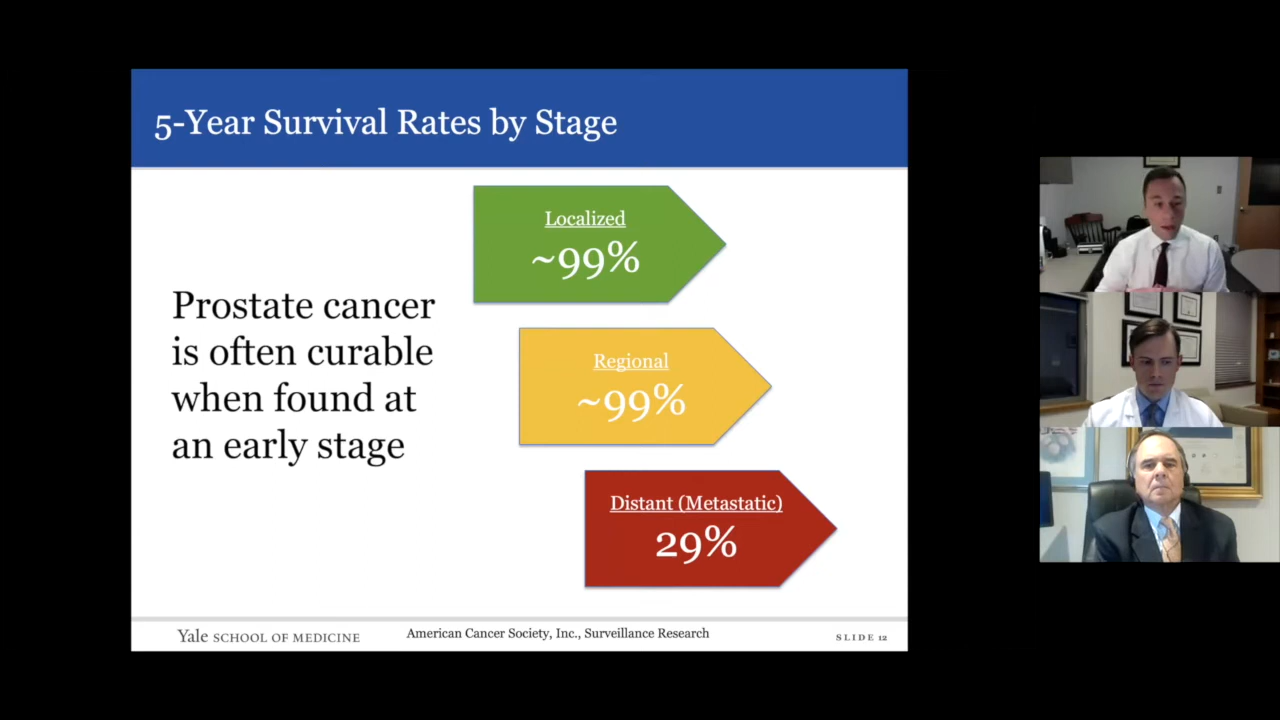 5-Year Survival Rates by Stage
Prostate cancer
is often curable
when found at
an early stage
Localized
~99%
Regional
~99%
Distant (Metastatic)
29%
Yale SCHOOL OF MEDICINE
American Cancer Society, Inc., Surveillance Research
SLIDE 12